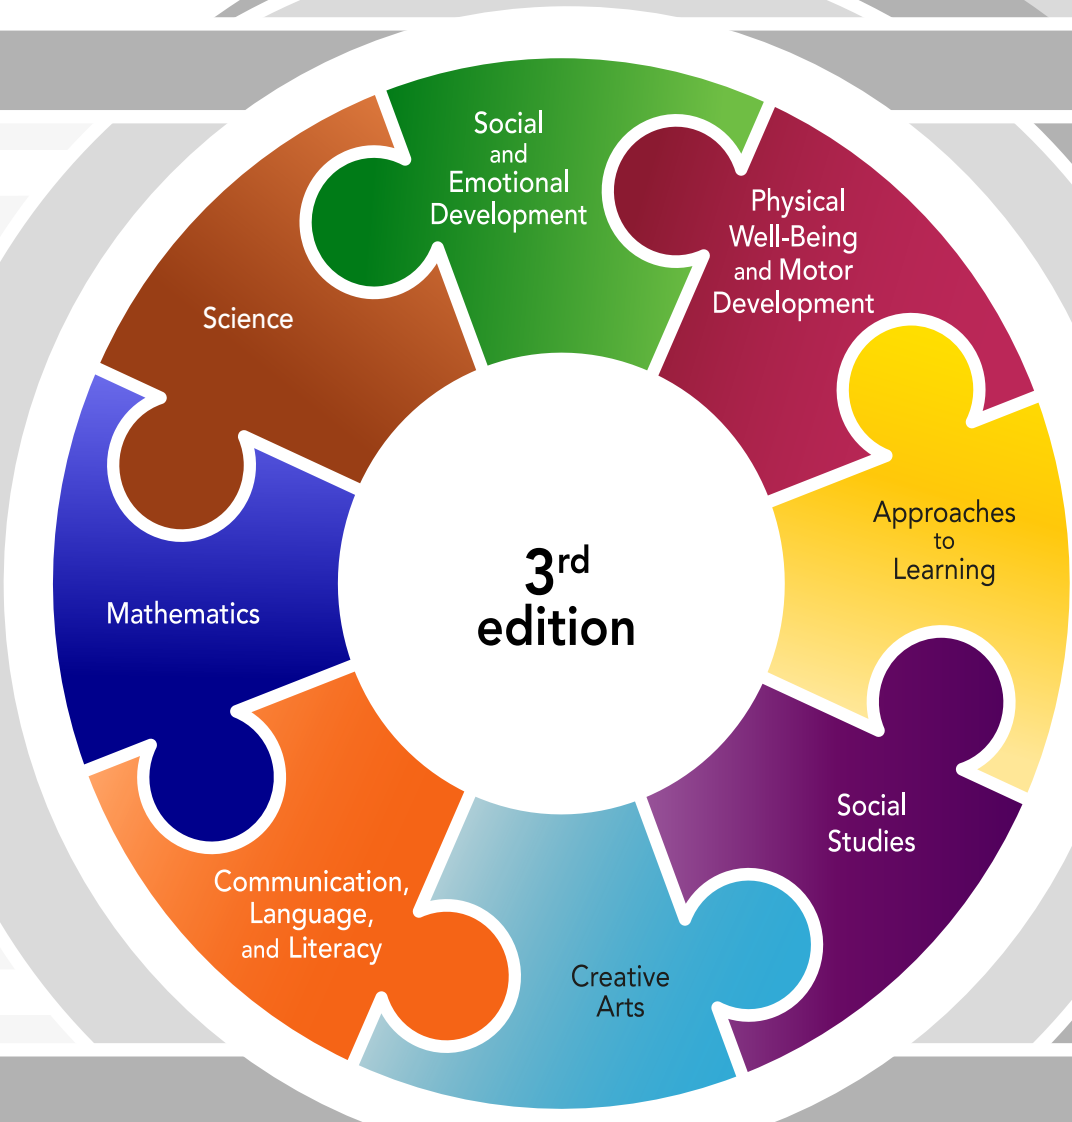 Social
and
Emotional
Development
Physical
Well-Being
and Motor
Development
Approaches
to
Learning
Social
Studies
Creative
Arts
Communication,
Language,
and Literacy
Mathematics
Science
3rd
edition